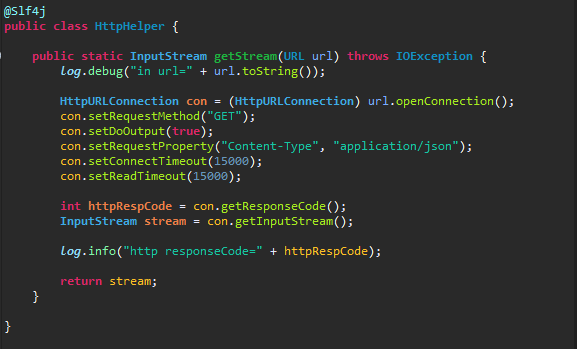 @Slf4j
public class HttpHelper {
public static InputStream getStream(URL url) throws IOException {
log.debug("in url=" + url.toString());
HttpURLConnection con = (HttpURLConnection) url.openConnection();
con.setRequestMethod("GET");
con.setDoOutput(true);
con.setRequestProperty("Content-Type", "application/json");
con.setConnectTimeout(15000);
con.setReadTimeout(15000);
int httpRespCode = con.getResponseCode();
InputStream stream = con.getInputStream();
log.info("http responseCode=" + httpRespCode);
return stream;
}
}